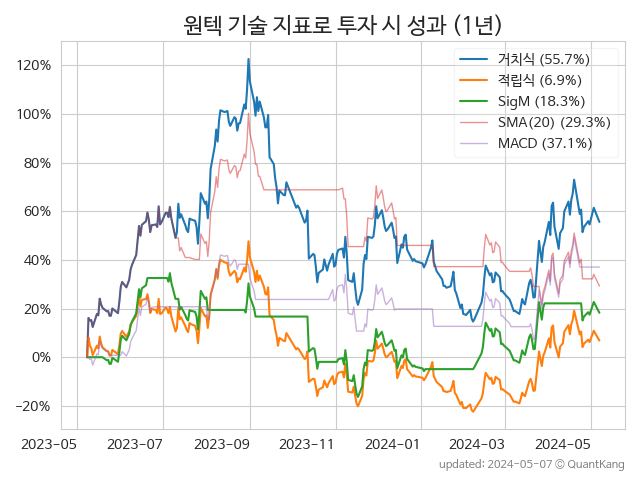 원텍 기술 지표로 투자 시 성과 (1년)
거치식 (55.7%)
적립식 (6.9%)
SigM (18.3%)
SMA(20) (29.3%)
MACD (37.1%)
120%
100%
80%
60%
40%
20%
0%
−20%
2023-05 2023-07 2023-09 2023-11 2024-01 2024-03 2024-05
updated: 2024-05-07 © QuantKang